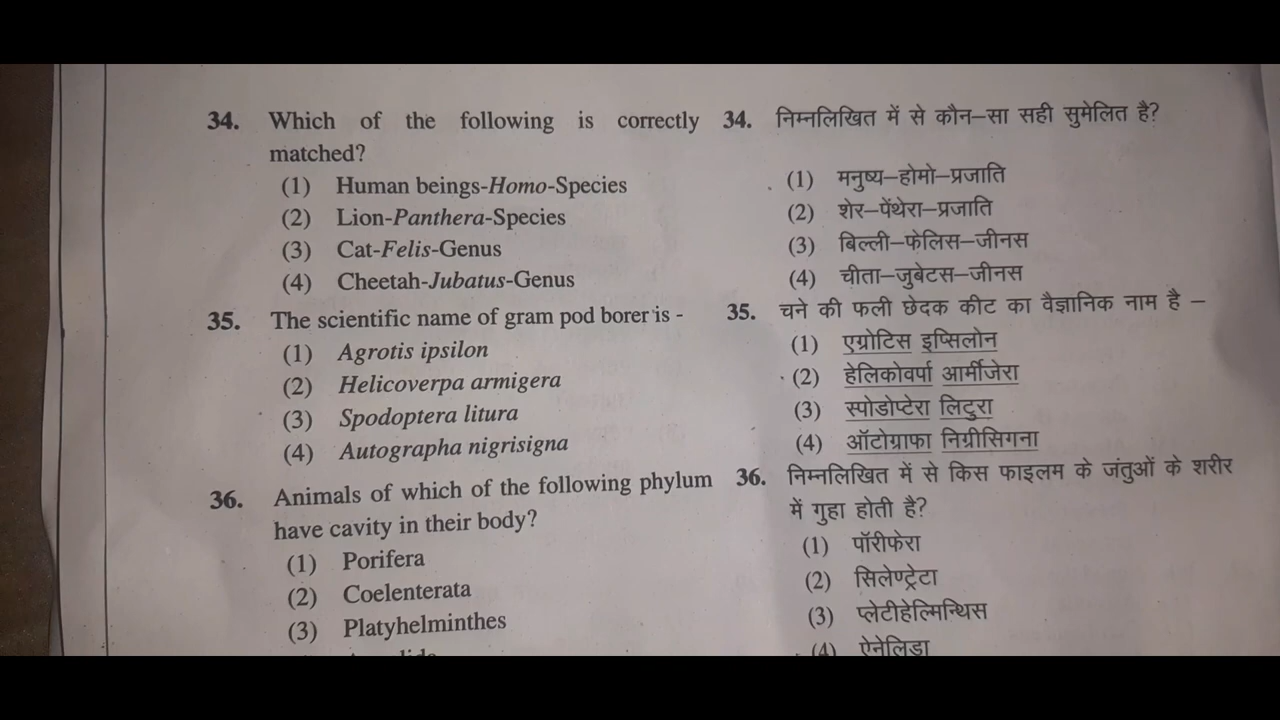 34. Which of the following is correctly
matched?
(1) Human beings-Homo-Species
(2) Lion-Panthera-Species
(3) Cat-Felis-Genus
(4) Cheetah-Jubatus-Genus
35. The scientific name of gram pod borer is -
(1) Agrotis ipsilon
(2) Helicoverpa armigera
(3) Spodoptera litura
(4) Autographa nigrisigna
36. Animals of which of the following phylum
have cavity in their body?
(1) Porifera
(2) Coelenterata
(3) Platyhelminthes
34. निम्नलिखित में से कौन–सा सही सुमेलित है?
(1) मनुष्य–होमो–प्रजाति
(2) शेर–पेंथेरा–प्रजाति
(3) बिल्ली–फेलिस–जीनस
(4) चीता–जुबेटस–जीनस
35. चने की फली छेदक कीट का वैज्ञानिक नाम है –
(1) एग्रोटिस इप्सिलोन
(2) हेलिकोवर्पा आर्मीजेरा
(3) स्पोडोप्टेरा लिटुरा
(4) ऑटोग्राफा निग्रीसिगना
36. निम्नलिखित में से किस फाइलम के जंतुओं के शरीर
में गुहा होती है?
(1) पॉरीफेरा
(2) सिलेण्ट्रेटा
(3) प्लेटीहेल्मिन्थिस
(4) ऐनेलिडा